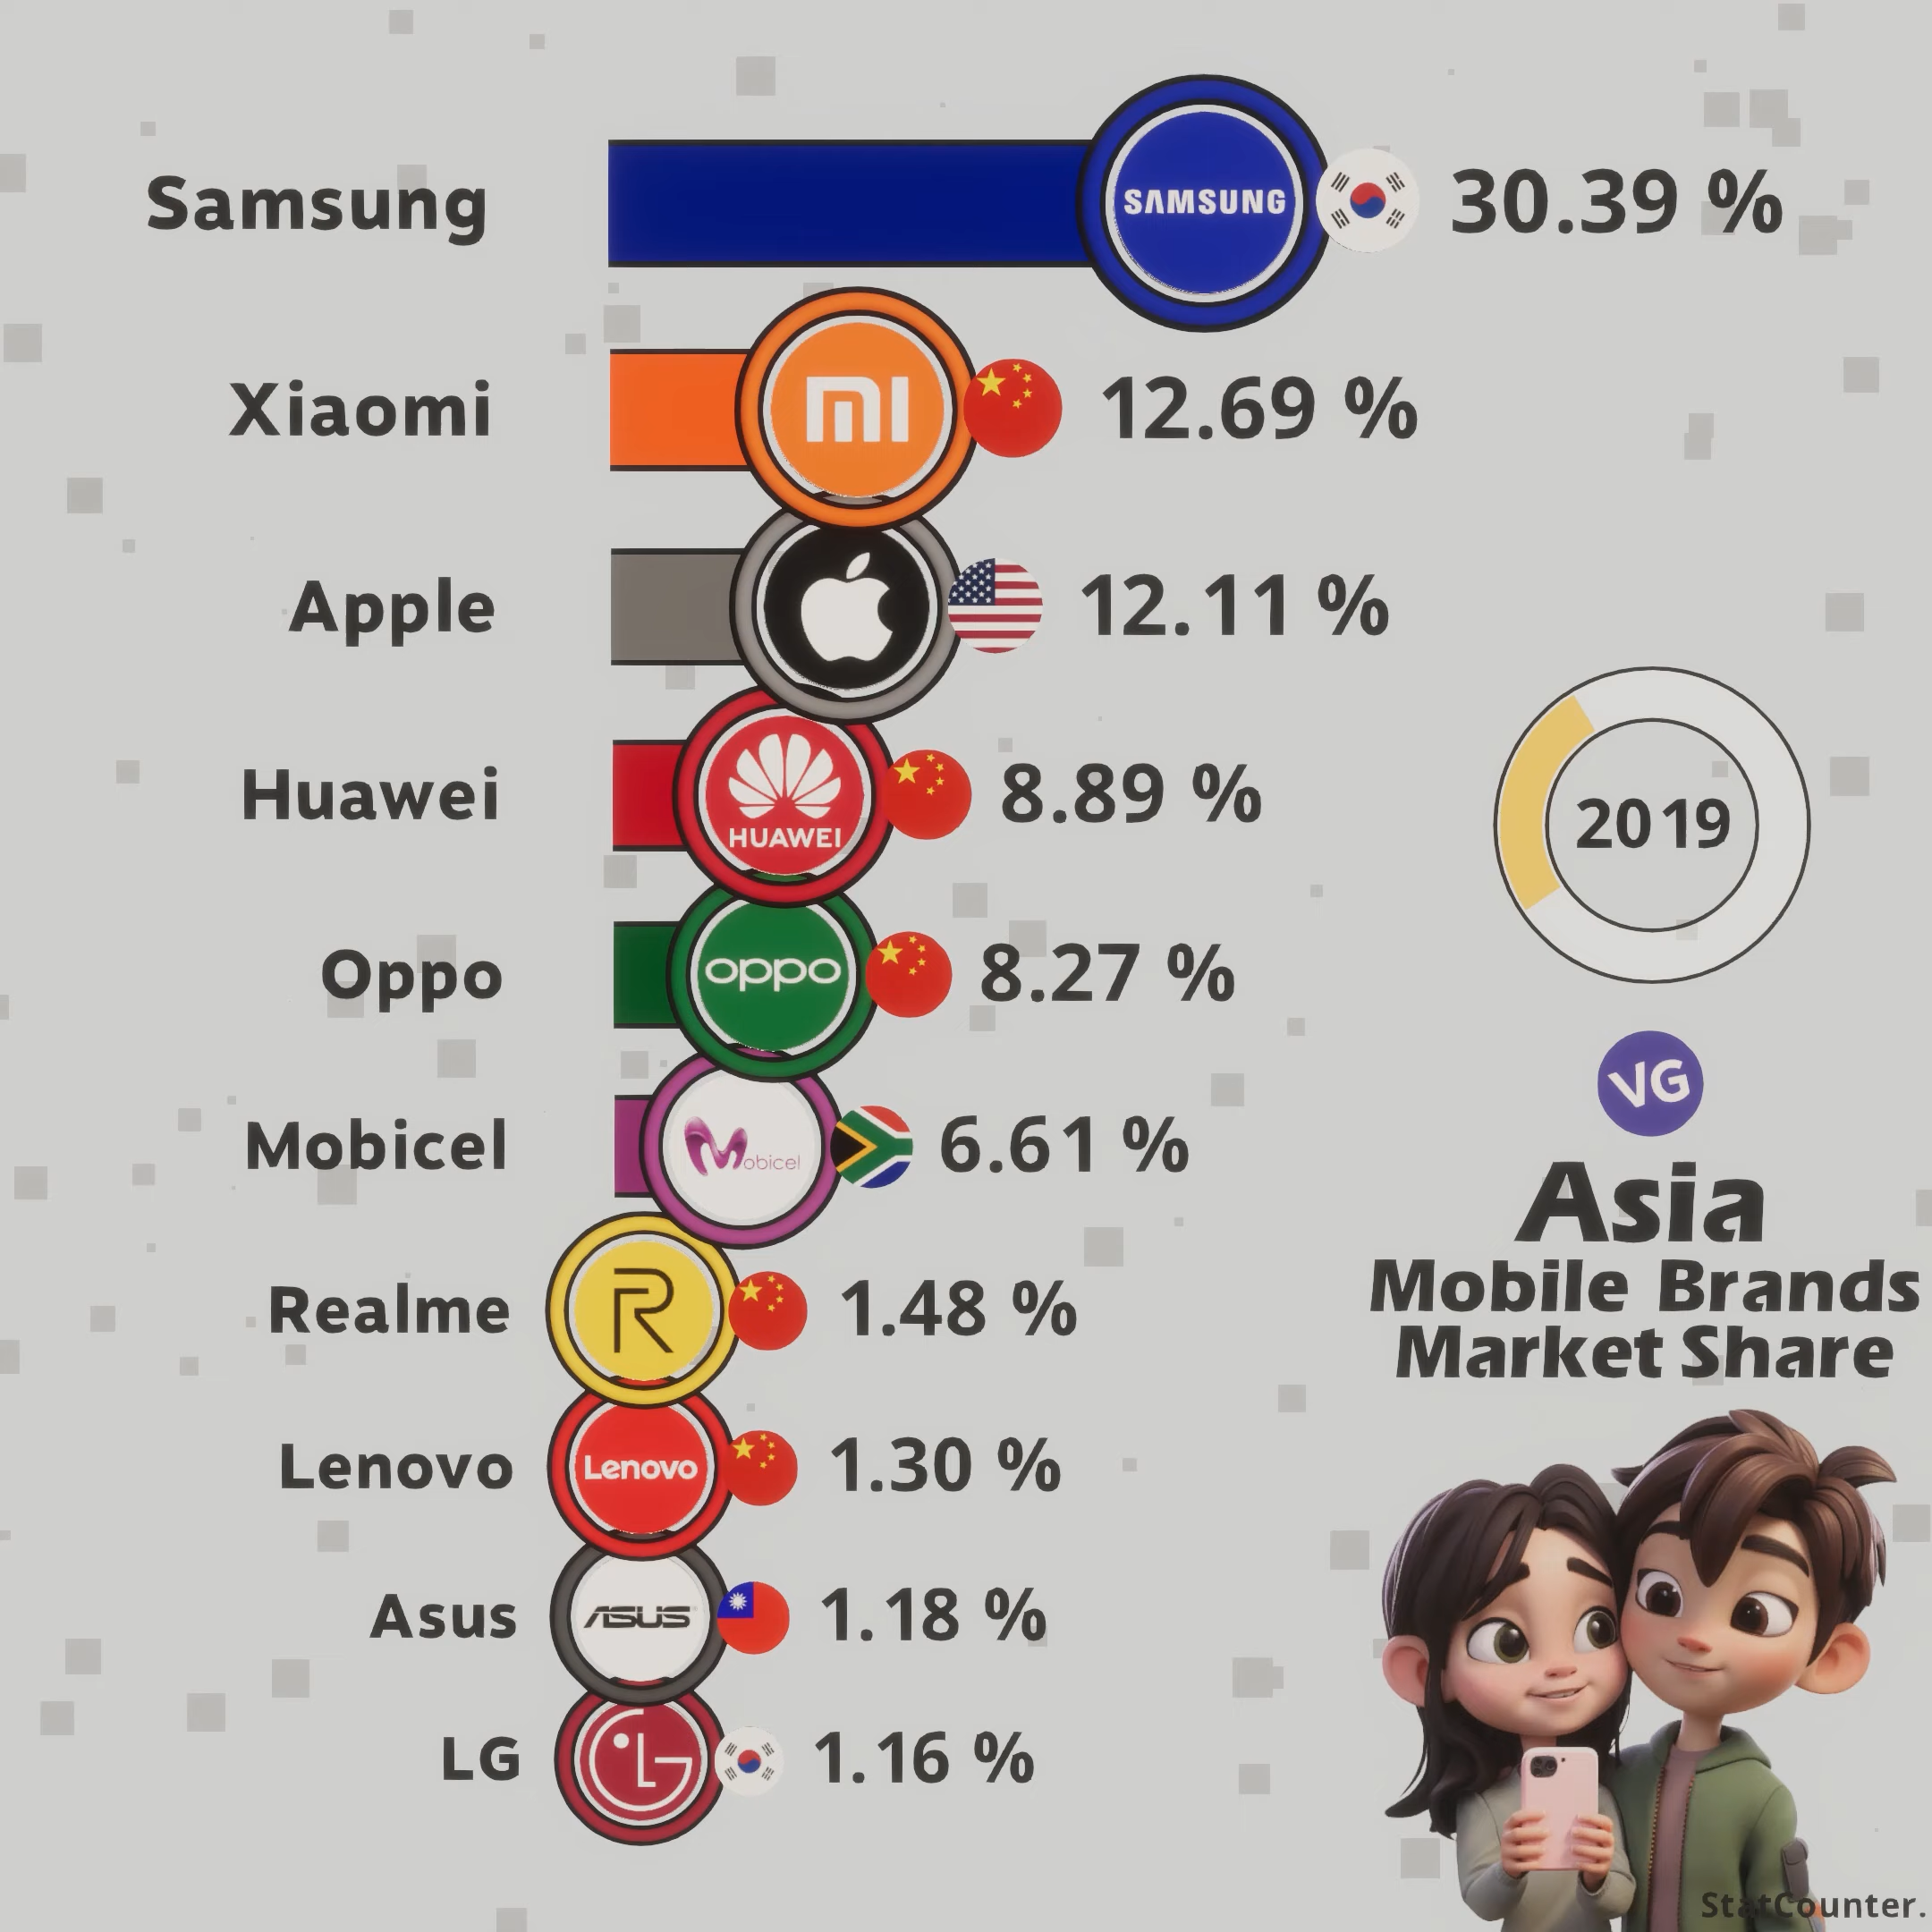 Samsung SAMSUNG 30.39 %
Xiaomi mı 12.69 %
Apple 12.11 %
Huawei HUAWEI 8.89 %
Oppo oppo 8.27 %
Mobicel Mobicel 6.61 %
Realme R 1.48 %
Lenovo Lenovo 1.30 %
Asus ASUS 1.18 %
LG LG 1.16 %
2019
VG
Asia
Mobile Brands
Market Share
StatCounter.